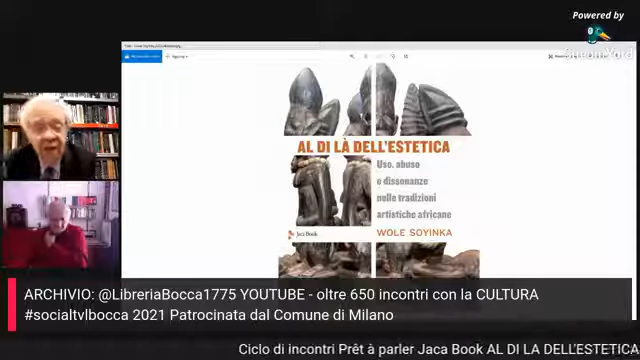 Powered by
StreamYard
AL DI LÀ DELL'ESTETICA
Uso, abuso
e dissonanze
nelle tradizioni
artistiche africane
Jaca Book
WOLE SOYINKA
ARCHIVIO: @LibreriaBocca1775 YOUTUBE - oltre 650 incontri con la CULTURA
#socialtvlbocca 2021 Patrocinata dal Comune di Milano
Ciclo di incontri Prêt à parler Jaca Book AL DI LA DELL'ESTETICA